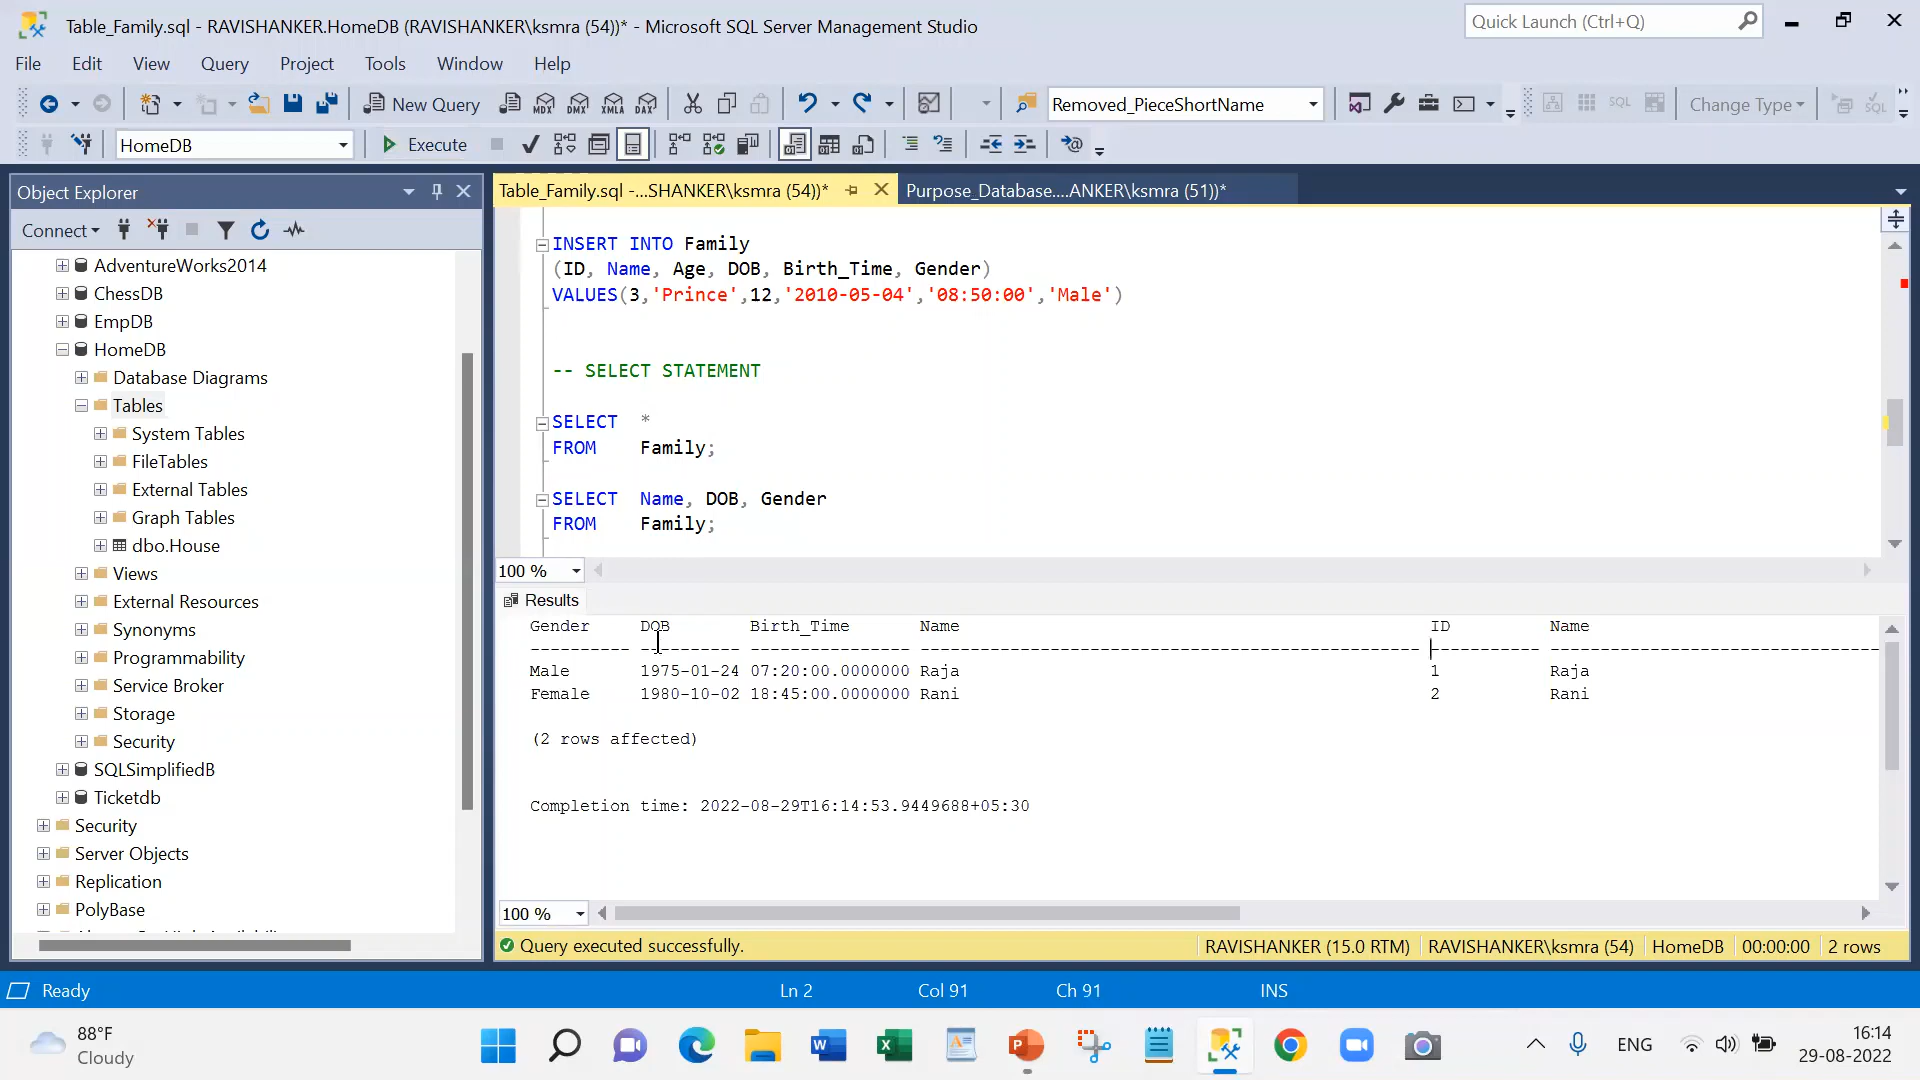 Table_Family.sql - RAVISHANKER.HomeDB (RAVISHANKER\ksmra (54))* - Microsoft SQL Server Management Studio
Quick Launch (Ctrl+Q)
File Edit View Query Project Tools Window Help
New Query
MDX DMX XMLA DAX
Removed_PieceShortName
SQL
Change Type
HomeDB
Execute
Object Explorer
Table_Family.sql -...SHANKER\ksmra (54))*
Purpose_Database....ANKER\ksmra (51))*
Connect
AdventureWorks2014
ChessDB
EmpDB
HomeDB
Database Diagrams
Tables
System Tables
FileTables
External Tables
Graph Tables
dbo.House
Views
External Resources
Synonyms
Programmability
Service Broker
Storage
Security
SQLSimplifiedB
Ticketdb
Security
Server Objects
Replication
PolyBase
INSERT INTO Family
(ID, Name, Age, DOB, Birth_Time, Gender)
VALUES(3,'Prince',12,'2010-05-04','08:50:00','Male')
-- SELECT STATEMENT
SELECT *
FROM Family;
SELECT Name, DOB, Gender
FROM Family;
100 %
Results
Gender DOB Birth_Time Name ID Name
Male 1975-01-24 07:20:00.0000000 Raja 1 Raja
Female 1980-10-02 18:45:00.0000000 Rani 2 Rani
(2 rows affected)
Completion time: 2022-08-29T16:14:53.9449688+05:30
100 %
Query executed successfully.
RAVISHANKER (15.0 RTM) RAVISHANKER\ksmra (54) HomeDB 00:00:00 2 rows
Ready
Ln 2 Col 91 Ch 91 INS
88°F
Cloudy
ENG
16:14
29-08-2022